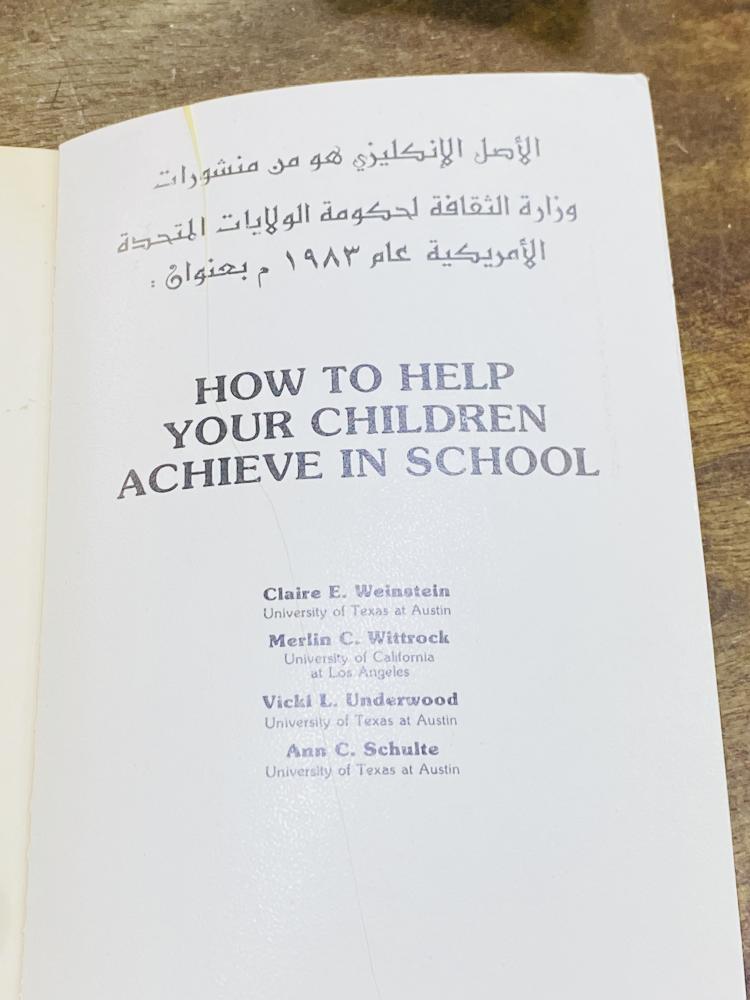 الأصل الإنكليزي هو من منشورات
وزارة الثقافة لحكومة الولايات المتحدة
الأمريكية عام ١٩٨٣ م بعنوان :
HOW TO HELP
YOUR CHILDREN
ACHIEVE IN SCHOOL
Claire E. Weinstein
University of Texas at Austin
Merlin C. Wittrock
University of California
at Los Angeles
Vicki L. Underwood
University of Texas at Austin
Ann C. Schulte
University of Texas at Austin